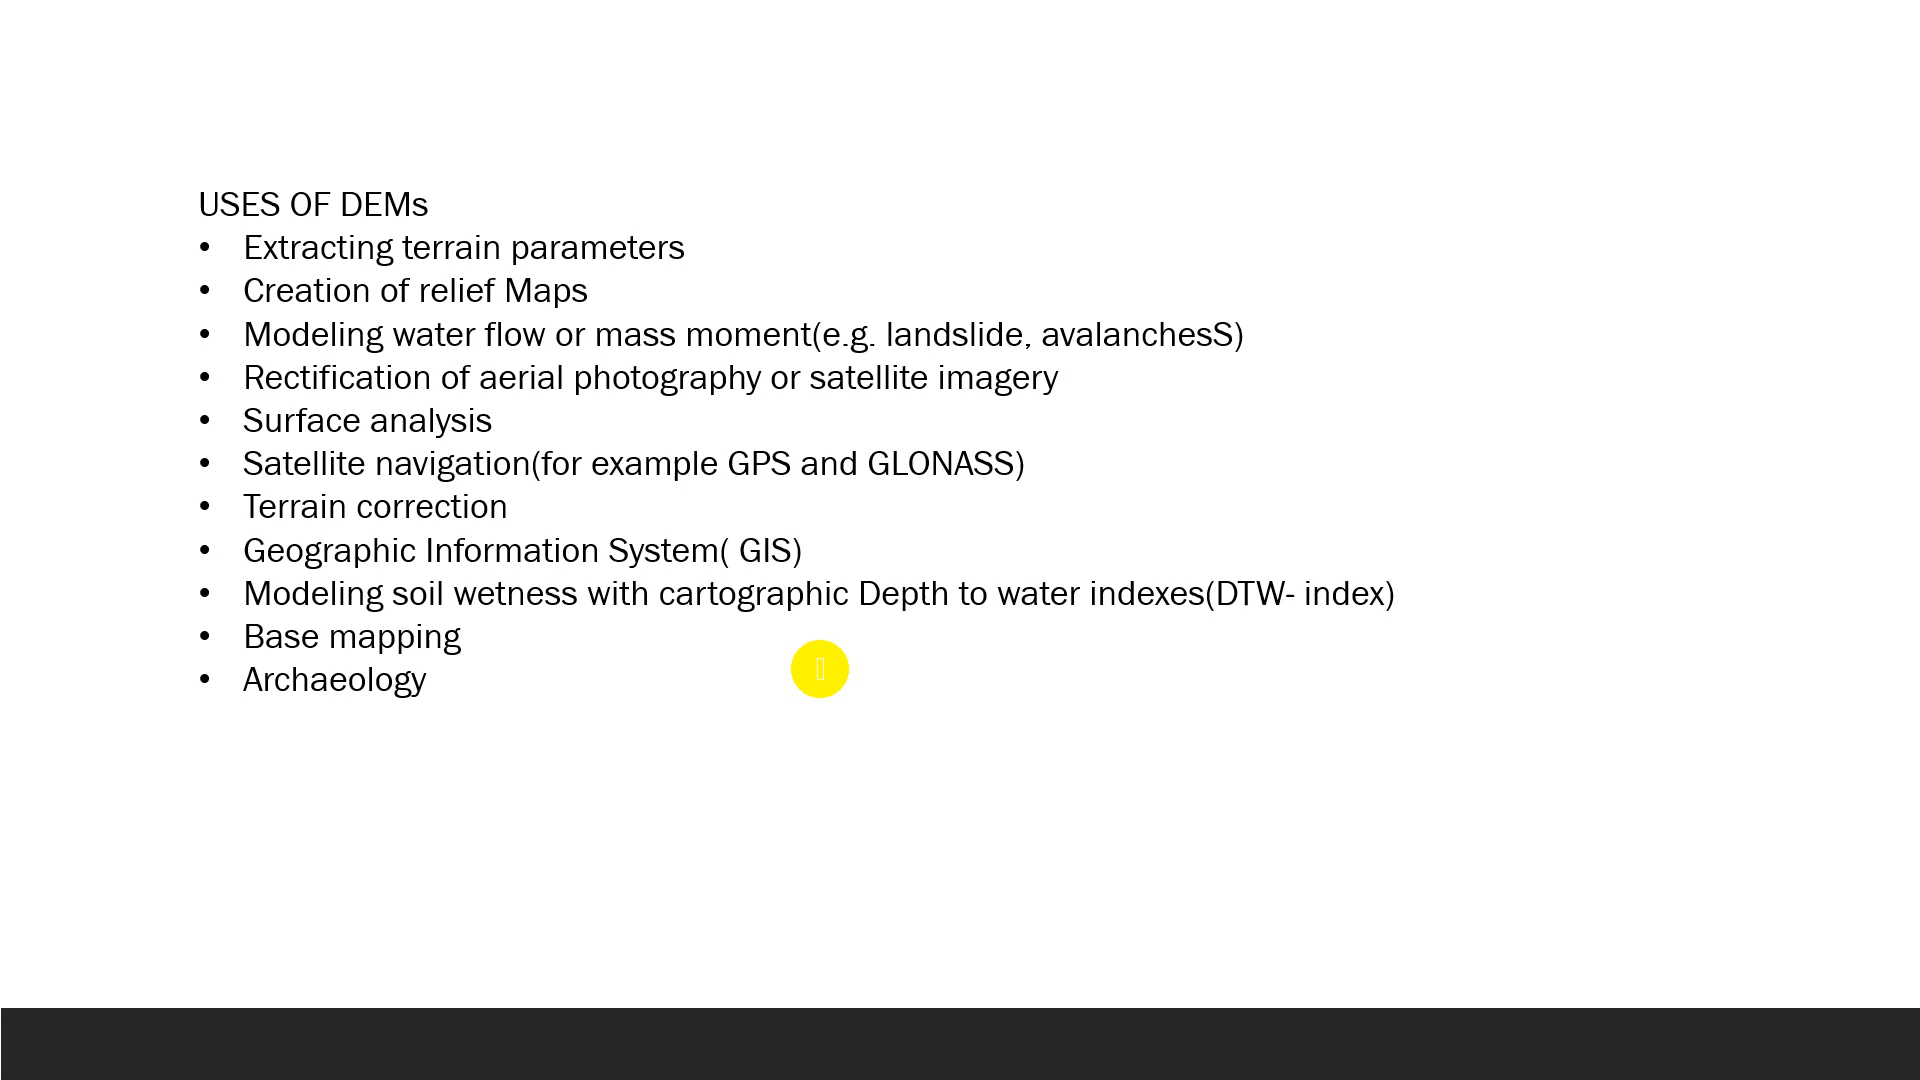 USES OF DEMs
• Extracting terrain parameters
• Creation of relief Maps
• Modeling water flow or mass moment(e.g. landslide, avalanchesS)
• Rectification of aerial photography or satellite imagery
• Surface analysis
• Satellite navigation(for example GPS and GLONASS)
• Terrain correction
• Geographic Information System( GIS)
• Modeling soil wetness with cartographic Depth to water indexes(DTW- index)
• Base mapping
• Archaeology